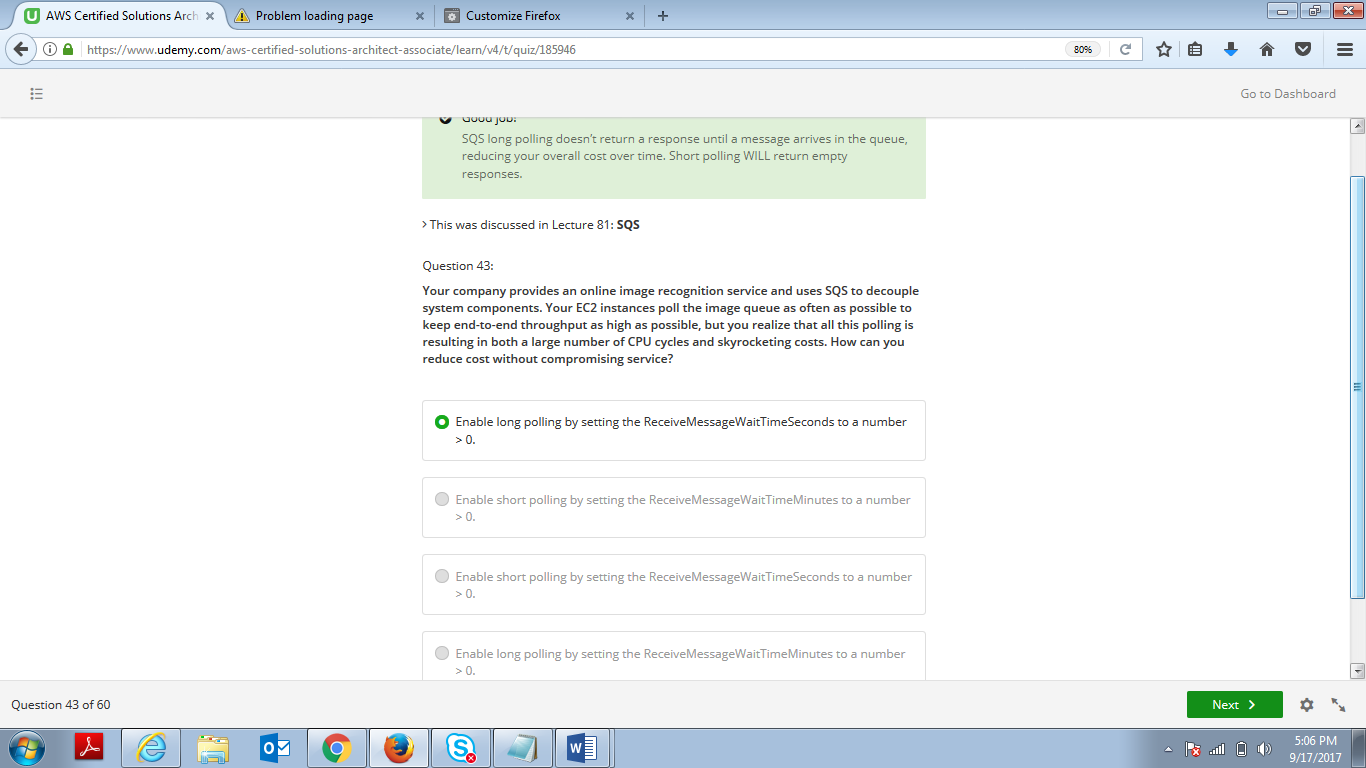 AWS Certified Solutions Arch
Problem loading page
Customize Firefox
https://www.udemy.com/aws-certified-solutions-architect-associate/learn/v4/t/quiz/185946
80%
Go to Dashboard
Good job!
SQS long polling doesn't return a response until a message arrives in the queue,
reducing your overall cost over time. Short polling WILL return empty
responses.
This was discussed in Lecture 81: SQS
Question 43:
Your company provides an online image recognition service and uses SQS to decouple
system components. Your EC2 instances poll the image queue as often as possible to
keep end-to-end throughput as high as possible, but you realize that all this polling is
resulting in both a large number of CPU cycles and skyrocketing costs. How can you
reduce cost without compromising service?
Enable long polling by setting the ReceiveMessageWaitTimeSeconds to a number
> 0.
Enable short polling by setting the ReceiveMessageWaitTimeMinutes to a number
> 0.
Enable short polling by setting the ReceiveMessageWaitTimeSeconds to a number
> 0.
Enable long polling by setting the ReceiveMessageWaitTimeMinutes to a number
> 0.
Question 43 of 60
Next
5:06 PM
9/17/2017